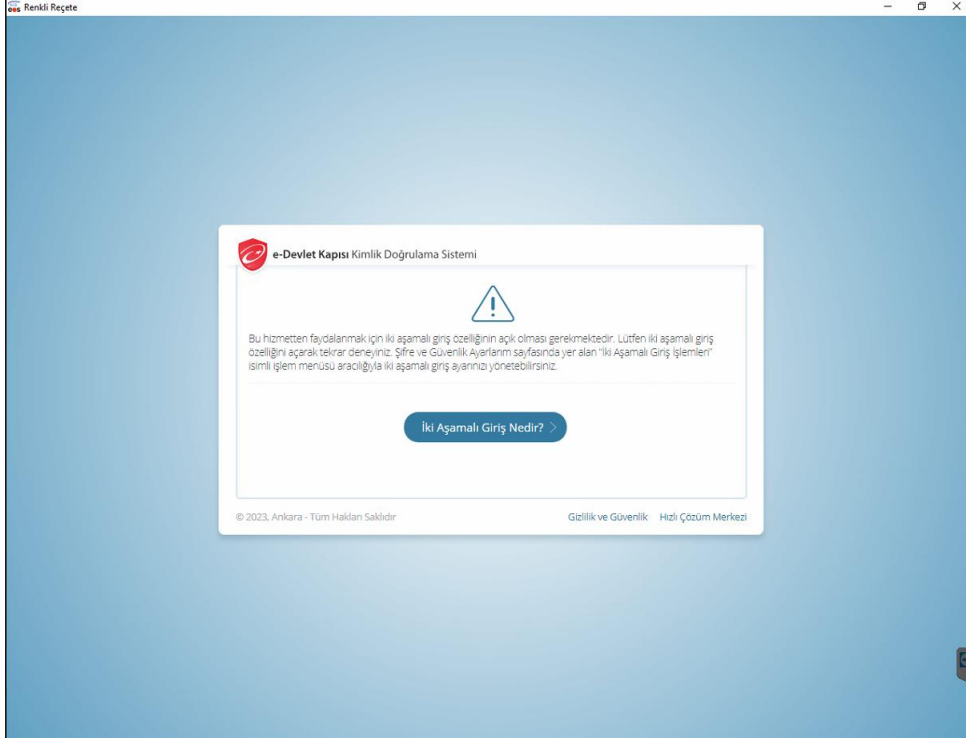 Renkli Reçete
e-Devlet Kapısı Kimlik Doğrulama Sistemi
Bu hizmetten faydalanmak için iki aşamalı giriş özelliğinin açık olması gerekmektedir. Lütfen iki aşamalı giriş
özelliğini açarak tekrar deneyiniz. Şifre ve Güvenlik Ayarlarım sayfasında yer alan "İki Aşamalı Giriş İşlemleri"
isimli işlem menüsü aracılığıyla iki aşamalı giriş ayarınızı yönetebilirsiniz.
İki Aşamalı Giriş Nedir?
© 2023, Ankara - Tüm Hakları Saklıdır
Gizlilik ve Güvenlik Hızlı Çözüm Merkezi